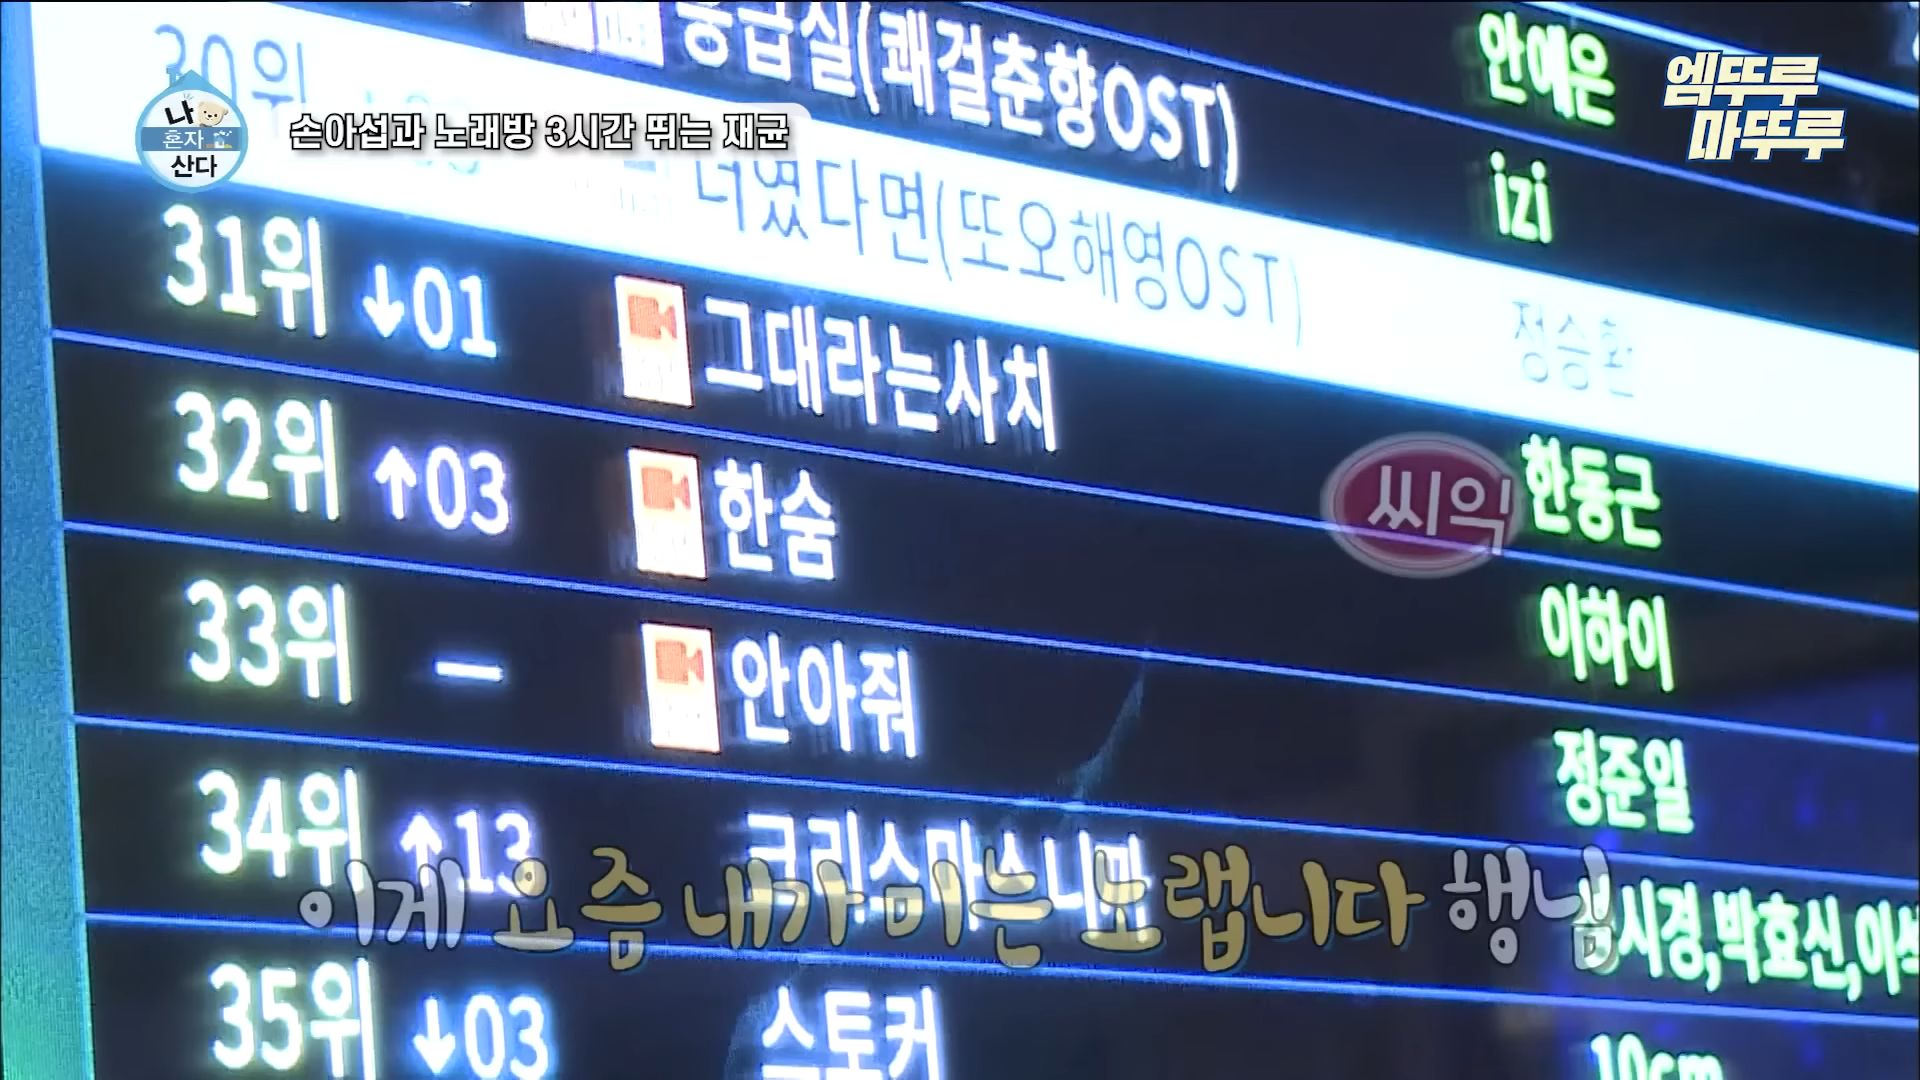 응급실(쾌걸춘향OST)
안예은
izi
엠뚜루
마뚜루
나
혼자
산다
손아섭과 노래방 3시간 뛰는 재균
30위
너였다면(또오해영OST)
정승환
31위 ↓01 그대라는사치 한동근
씨익
32위 ↑03 한숨 이하이
33위 — 안아줘 정준일
34위 ↑13 크리스마스니까
시경,박효신,이석
이게 요즘 내가 미는 노랩니다 행님
35위 ↓03 스토커 10cm